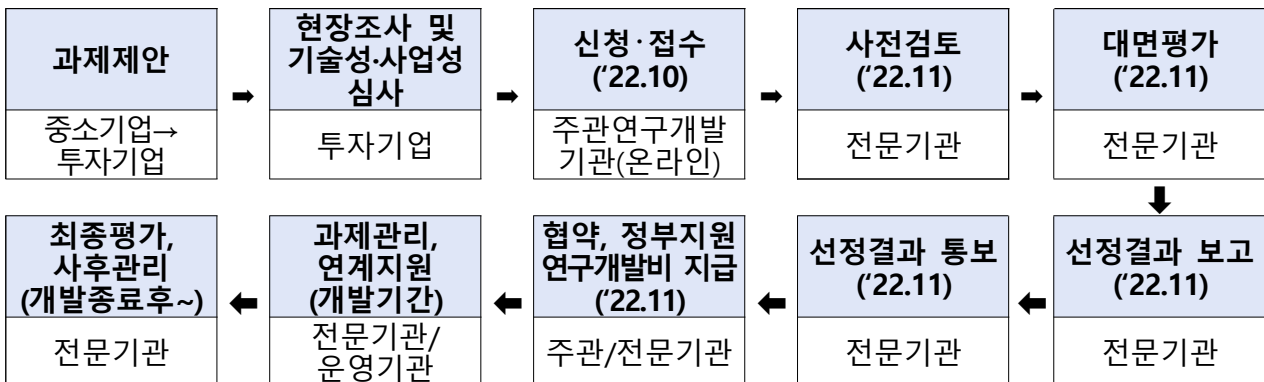 과제제안
중소기업→
투자기업
➡
현장조사 및
기술성·사업성
심사
투자기업
➡
신청·접수
(‘22.10)
주관연구개발
기관(온라인)
➡
사전검토
(‘22.11)
전문기관
➡
대면평가
(‘22.11)
전문기관
⬇
선정결과 보고
(‘22.11)
전문기관
⬅
선정결과 통보
(‘22.11)
전문기관
⬅
협약, 정부지원
연구개발비 지급
(‘22.11)
주관/전문기관
⬅
과제관리,
연계지원
(개발기간)
전문기관/
운영기관
⬅
최종평가,
사후관리
(개발종료후~)
전문기관